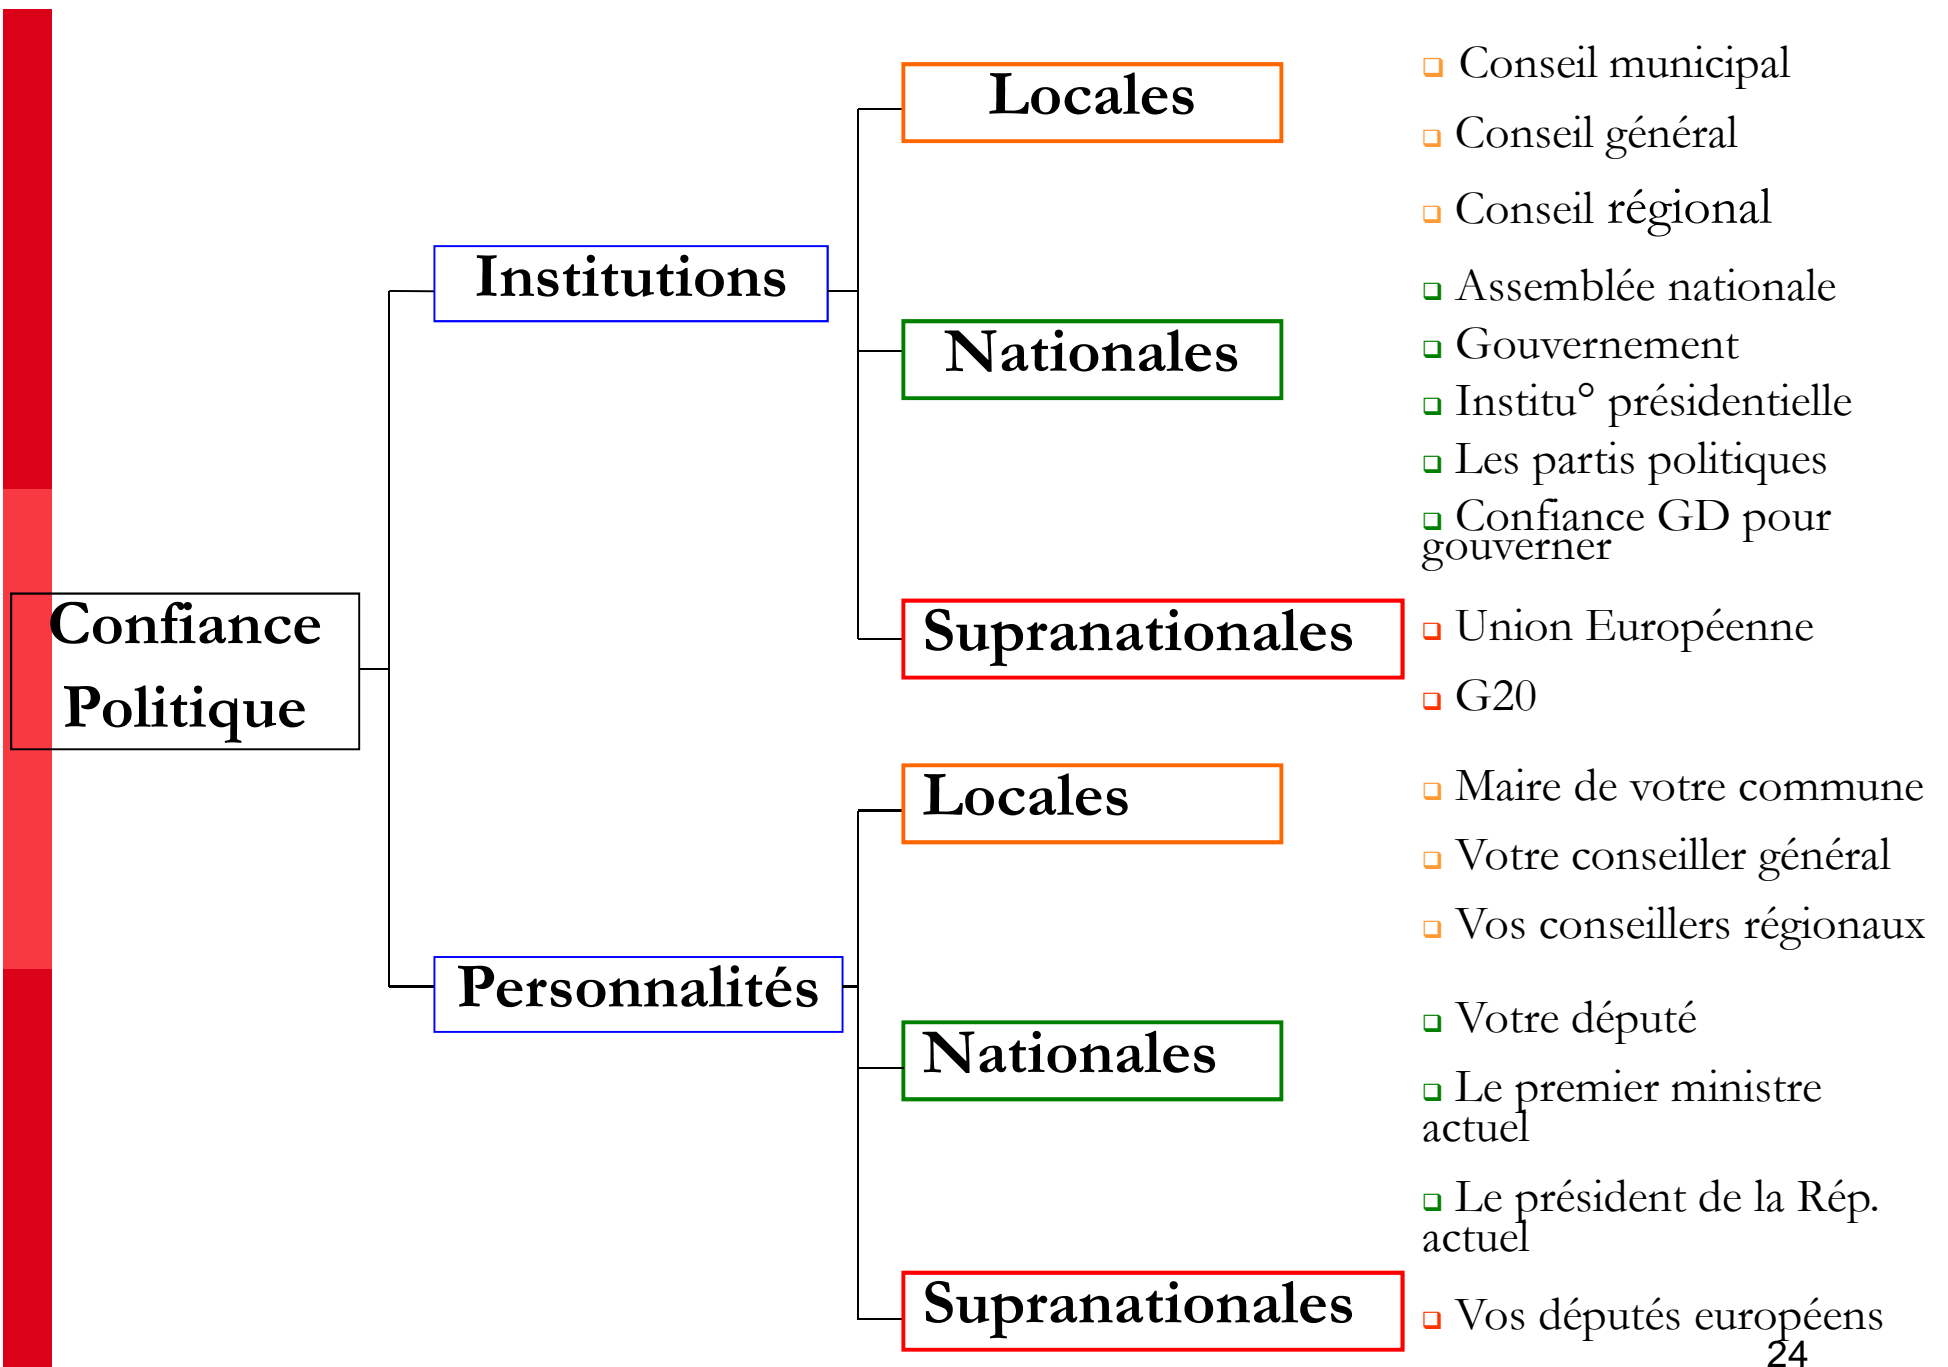 Confiance
Politique
Institutions
Locales
Conseil municipal
Conseil général
Conseil régional
Nationales
Assemblée nationale
Gouvernement
Institu° présidentielle
Les partis politiques
Confiance GD pour
gouverner
Supranationales
Union Européenne
G20
Personnalités
Locales
Maire de votre commune
Votre conseiller général
Vos conseillers régionaux
Nationales
Votre député
Le premier ministre
actuel
Le président de la Rép.
actuel
Supranationales
Vos députés européens
24